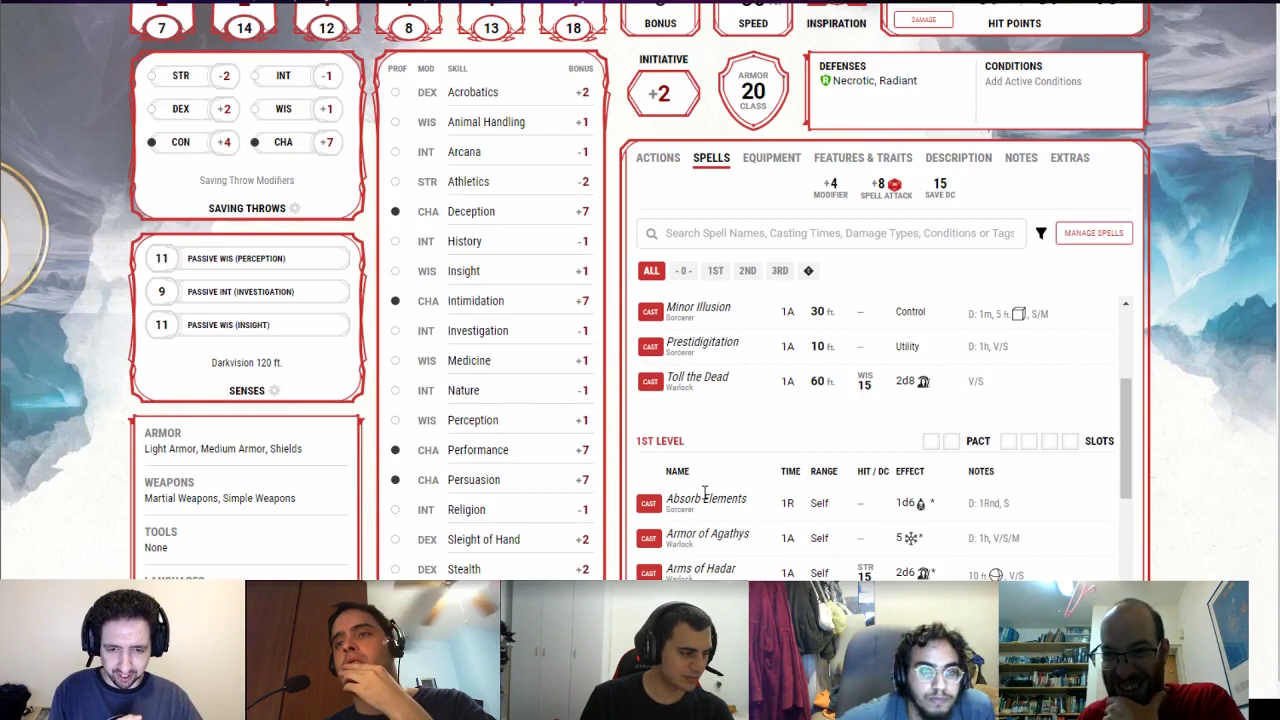 7 14 12 8 13 18
BONUS SPEED INSPIRATION DAMAGE HIT POINTS
STR -2 INT -1
DEX +2 WIS +1
CON +4 CHA +7
Saving Throw Modifiers
SAVING THROWS
11 PASSIVE WIS (PERCEPTION)
9 PASSIVE INT (INVESTIGATION)
11 PASSIVE WIS (INSIGHT)
Darkvision 120 ft.
SENSES
ARMOR
Light Armor, Medium Armor, Shields
WEAPONS
Martial Weapons, Simple Weapons
TOOLS
None
PROF MOD SKILL BONUS
DEX Acrobatics +2
WIS Animal Handling +1
INT Arcana -1
STR Athletics -2
CHA Deception +7
INT History -1
WIS Insight +1
CHA Intimidation +7
INT Investigation -1
WIS Medicine +1
INT Nature -1
WIS Perception +1
CHA Performance +7
CHA Persuasion +7
INT Religion -1
DEX Sleight of Hand +2
DEX Stealth +2
INITIATIVE
+2
ARMOR
20
CLASS
DEFENSES
Necrotic, Radiant
CONDITIONS
Add Active Conditions
ACTIONS SPELLS EQUIPMENT FEATURES & TRAITS DESCRIPTION NOTES EXTRAS
+4 +8 15
MODIFIER SPELL ATTACK SAVE DC
Search Spell Names, Casting Times, Damage Types, Conditions or Tags
MANAGE SPELLS
ALL - 0 - 1ST 2ND 3RD
CAST Minor Illusion 1A 30 ft. -- Control D: 1m, 5 ft. , S/M
Sorcerer
CAST Prestidigitation 1A 10 ft. -- Utility D: 1h, V/S
Sorcerer
CAST Toll the Dead 1A 60 ft. WIS 15 2d8 V/S
Warlock
1ST LEVEL PACT SLOTS
NAME TIME RANGE HIT / DC EFFECT NOTES
CAST Absorb Elements 1R Self -- 1d6 * D: 1Rnd, S
Sorcerer
CAST Armor of Agathys 1A Self -- 5 * D: 1h, V/S/M
Warlock
CAST Arms of Hadar 1A Self STR 15 2d6 * 10 ft. , V/S
Warlock